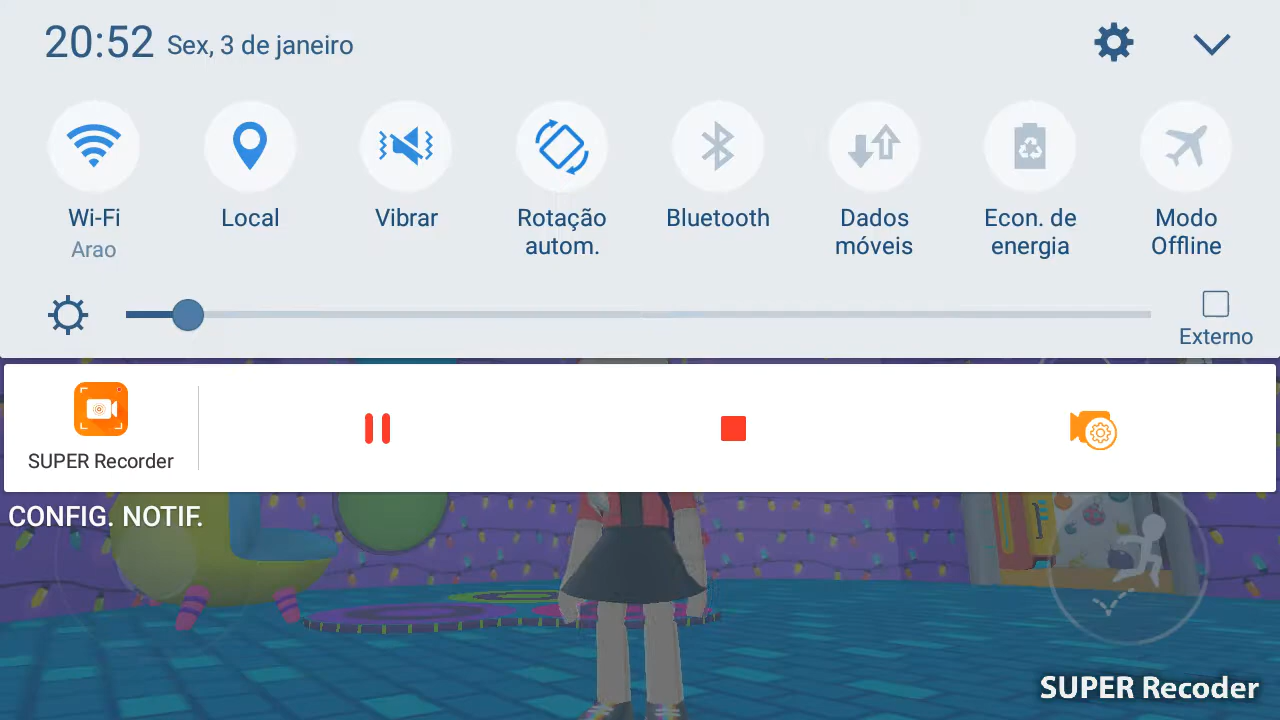 20:52 Sex, 3 de janeiro
Wi-Fi
Arao
Local
Vibrar
Rotação
autom.
Bluetooth
Dados
móveis
Econ. de
energia
Modo
Offline
Externo
SUPER Recorder
CONFIG. NOTIF.
SUPER Recoder